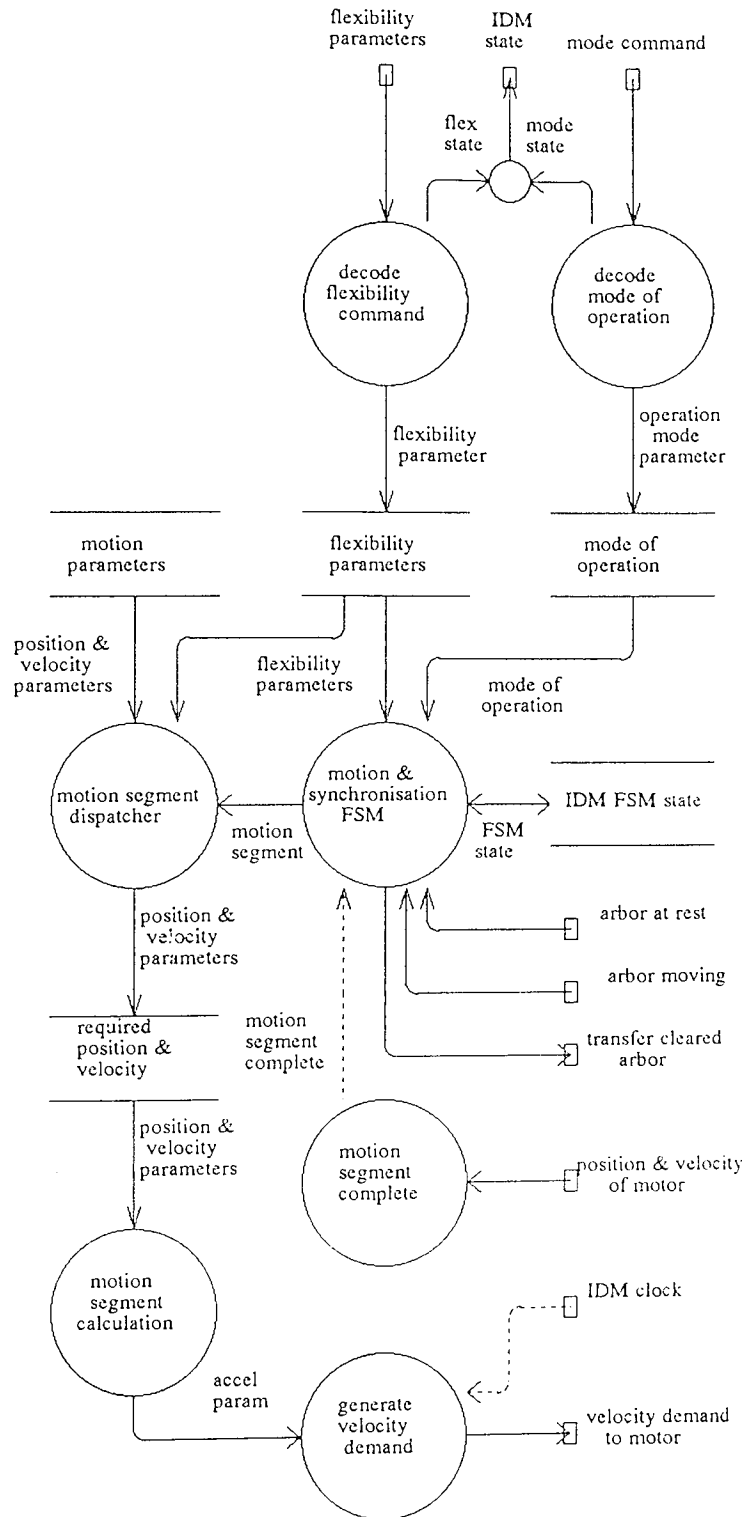 flexibility
parameters
IDM
state
mode command
flex
state
mode
state
decode
flexibility
command
decode
mode of
operation
flexibility
parameter
operation
mode
parameter
motion
parameters
flexibility
parameters
mode of
operation
position &
velocity
parameters
flexibility
parameters
mode of
operation
motion segment
dispatcher
motion &
synchronisation
FSM
IDM FSM state
motion
segment
FSM
state
position &
velocity
parameters
arbor at rest
arbor moving
required
position &
velocity
motion
segment
complete
transfer cleared
arbor
position &
velocity
parameters
motion
segment
complete
position & velocity
of motor
motion
segment
calculation
IDM clock
accel
param
generate
velocity
demand
velocity demand
to motor